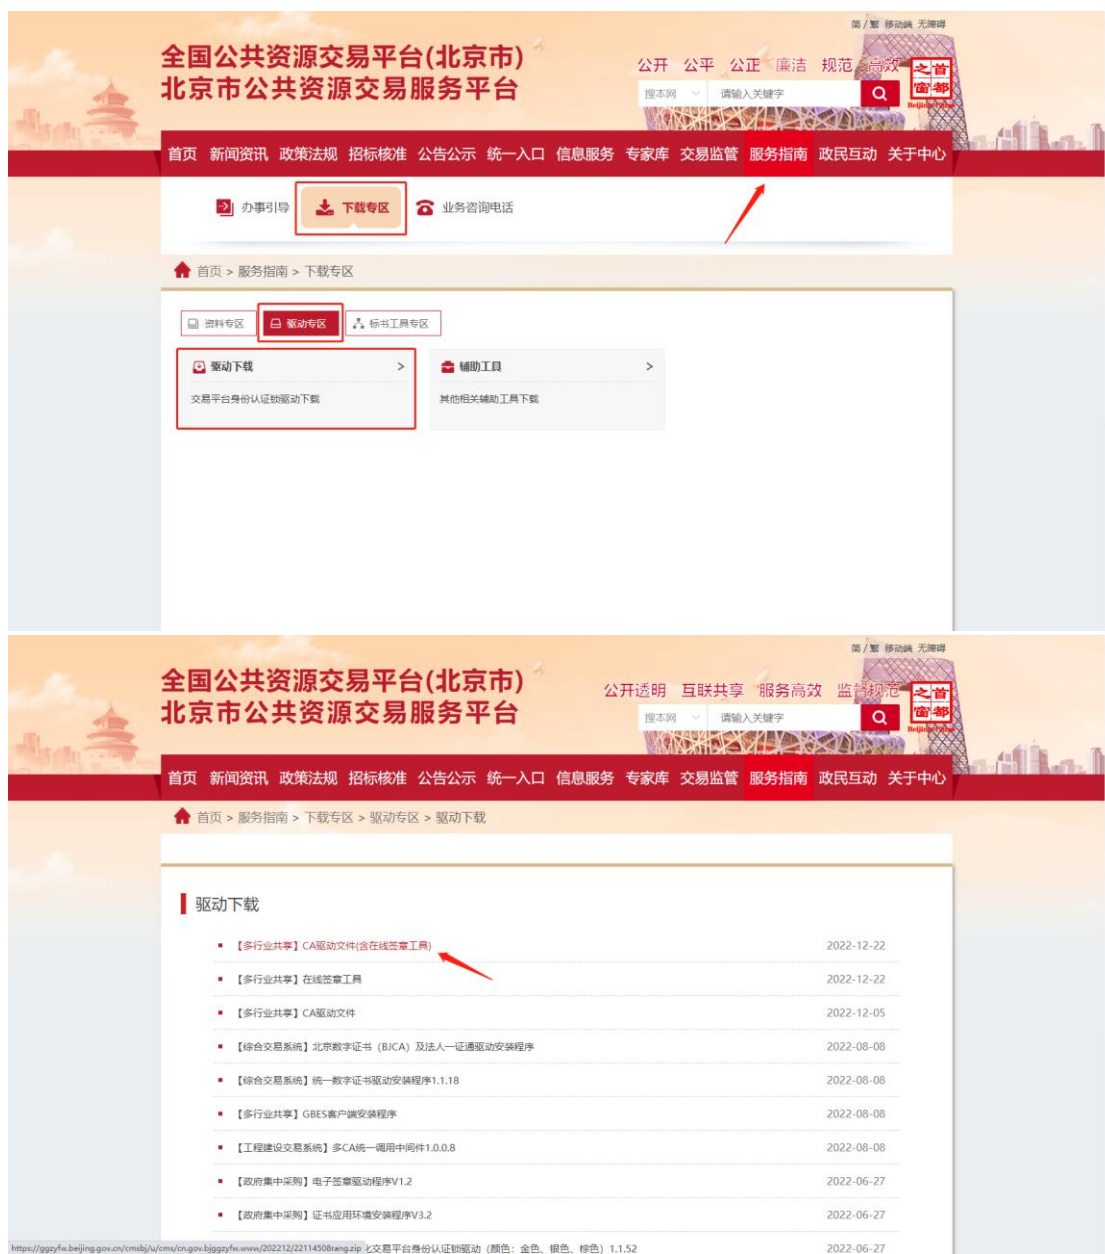 简 / 繁 移动端 无障碍
全国公共资源交易平台(北京市)
北京市公共资源交易服务平台
公开 公平 公正 廉洁 规范 高效
搜本网 请输入关键字
首都之窗
首页 新闻资讯 政策法规 招标核准 公告公示 统一入口 信息服务 专家库 交易监管 服务指南 政民互动 关于中心
办事引导 下载专区 业务咨询电话
首页 > 服务指南 > 下载专区
资料专区 驱动专区 标书工具专区
驱动下载 > 辅助工具 >
交易平台身份认证锁驱动下载 其他相关辅助工具下载
简 / 繁 移动端 无障碍
全国公共资源交易平台(北京市)
北京市公共资源交易服务平台
公开透明 互联共享 服务高效 监督规范
搜本网 请输入关键字
首都之窗
首页 新闻资讯 政策法规 招标核准 公告公示 统一入口 信息服务 专家库 交易监管 服务指南 政民互动 关于中心
首页 > 服务指南 > 下载专区 > 驱动专区 > 驱动下载
驱动下载
【多行业共享】CA驱动文件(含在线签章工具) 2022-12-22
【多行业共享】在线签章工具 2022-12-22
【多行业共享】CA驱动文件 2022-12-05
【综合交易系统】北京数字证书（BJCA）及法人一证通驱动安装程序 2022-08-08
【综合交易系统】统一数字证书驱动安装程序1.1.18 2022-08-08
【多行业共享】GBES客户端安装程序 2022-08-08
【工程建设交易系统】多CA统一调用中间件1.0.0.8 2022-08-08
【政府集中采购】电子签章驱动程序V1.2 2022-06-27
【政府集中采购】证书应用环境安装程序V3.2 2022-06-27
https://ggzyfw.beijing.gov.cn/cmsbj/u/cms/cn.gov.bjggzyfw.www/202212/22114508rang.zip 化交易平台身份认证锁驱动（颜色：金色、银色、棕色）1.1.52 2022-06-27